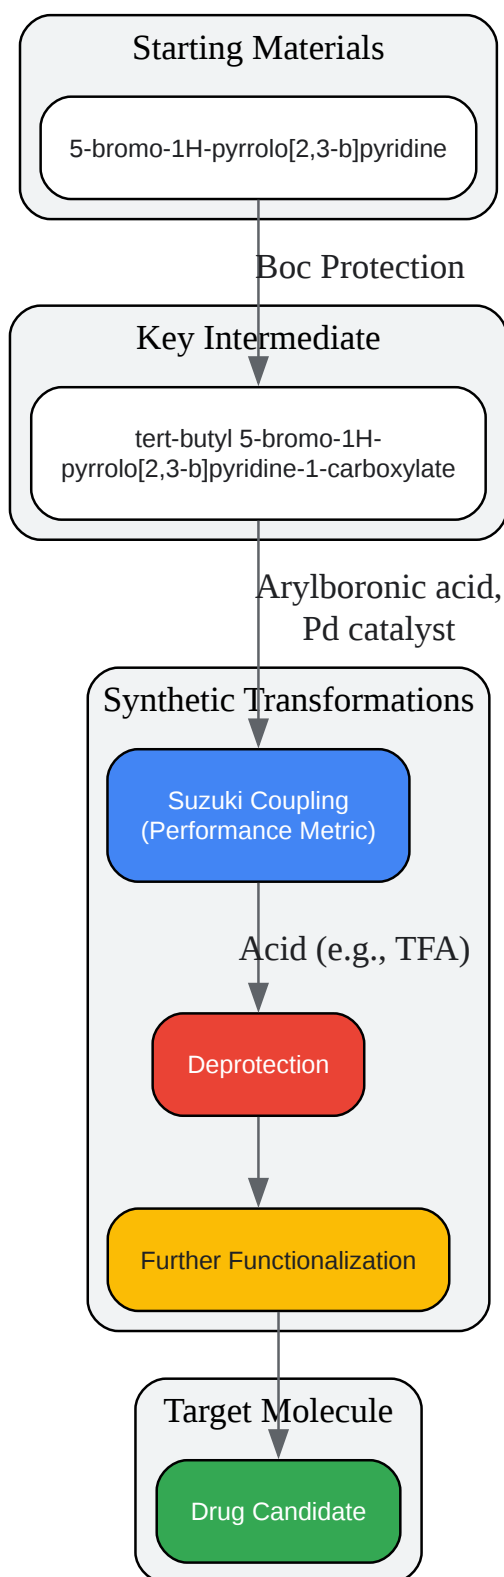 Starting Materials
5-bromo-1H-pyrrolo[2,3-b]pyridine
Boc Protection
Key Intermediate
tert-butyl 5-bromo-1H-
pyrrolo[2,3-b]pyridine-1-carboxylate
Arylboronic acid,
Pd catalyst
Synthetic Transformations
Suzuki Coupling
(Performance Metric)
Acid (e.g., TFA)
Deprotection
Further Functionalization
Target Molecule
Drug Candidate